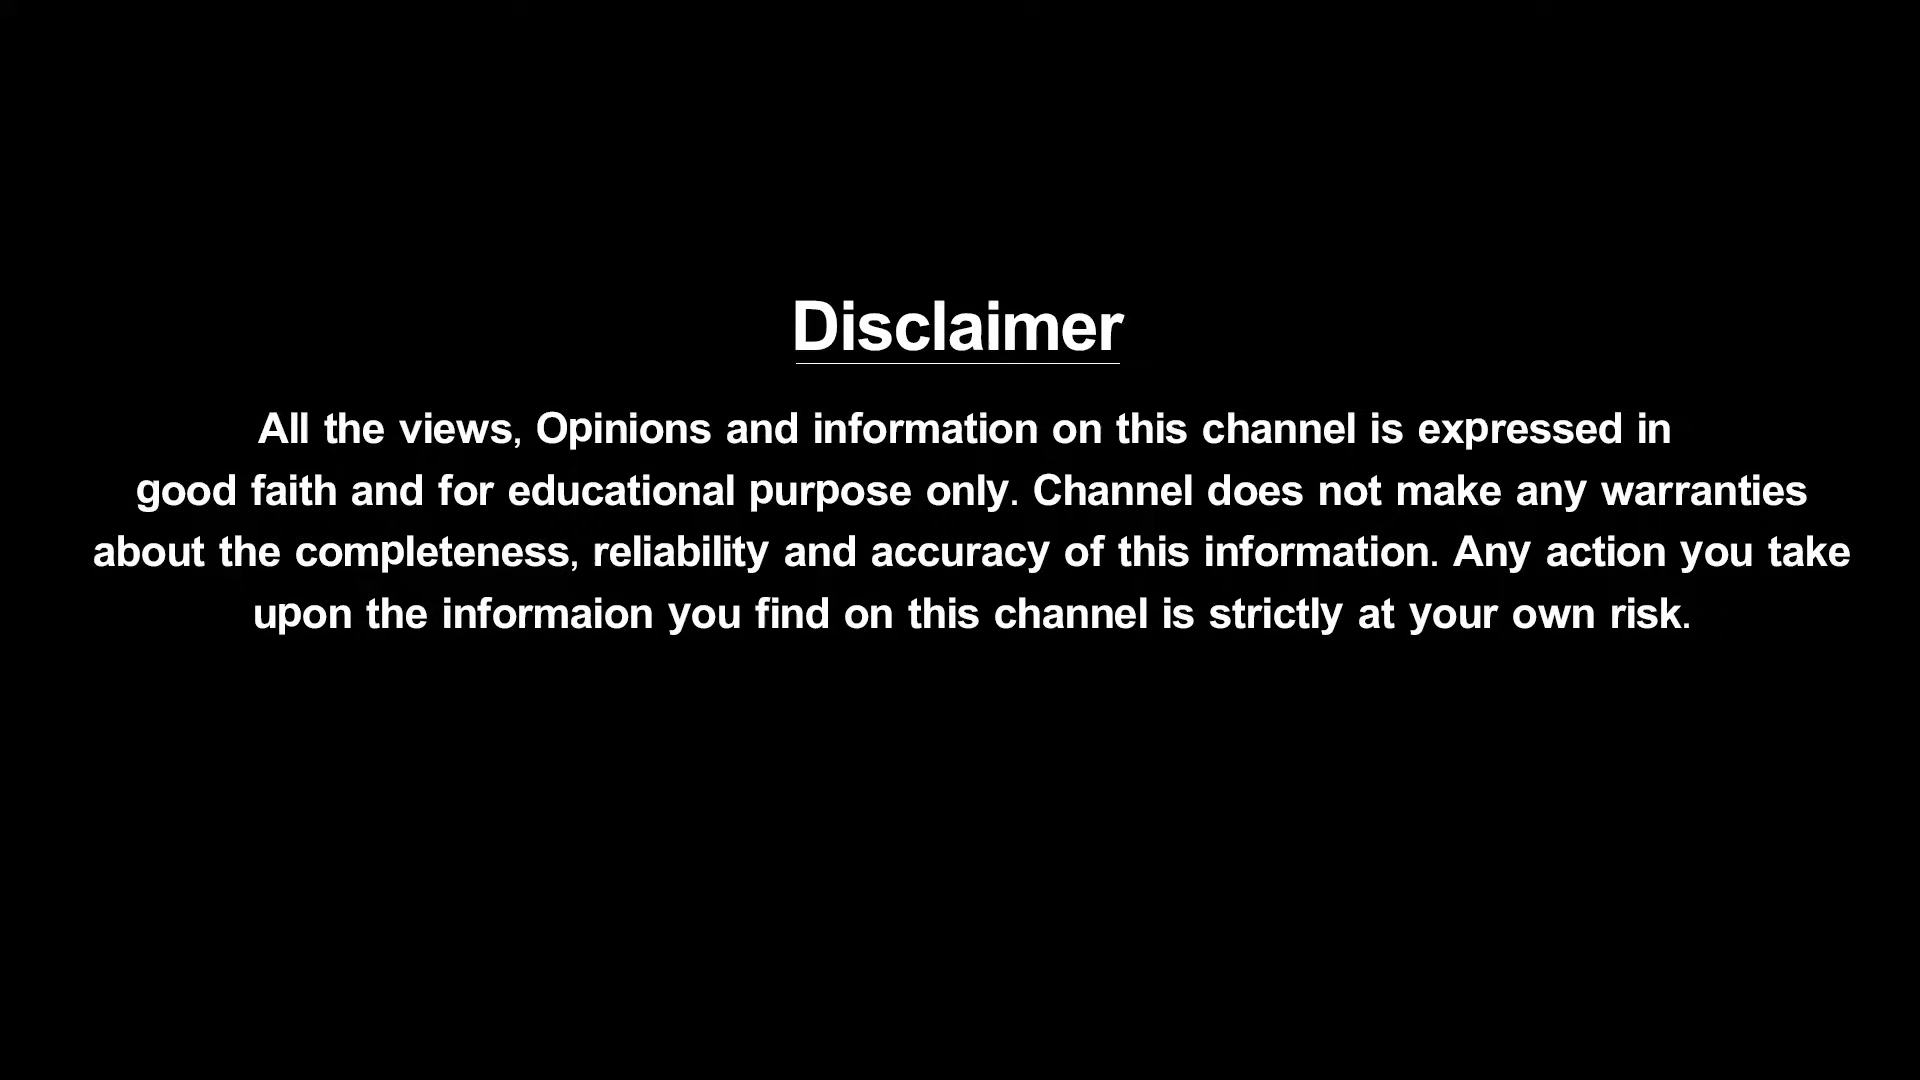 Disclaimer
All the views, Opinions and information on this channel is expressed in
good faith and for educational purpose only. Channel does not make any warranties
about the completeness, reliability and accuracy of this information. Any action you take
upon the informaion you find on this channel is strictly at your own risk.